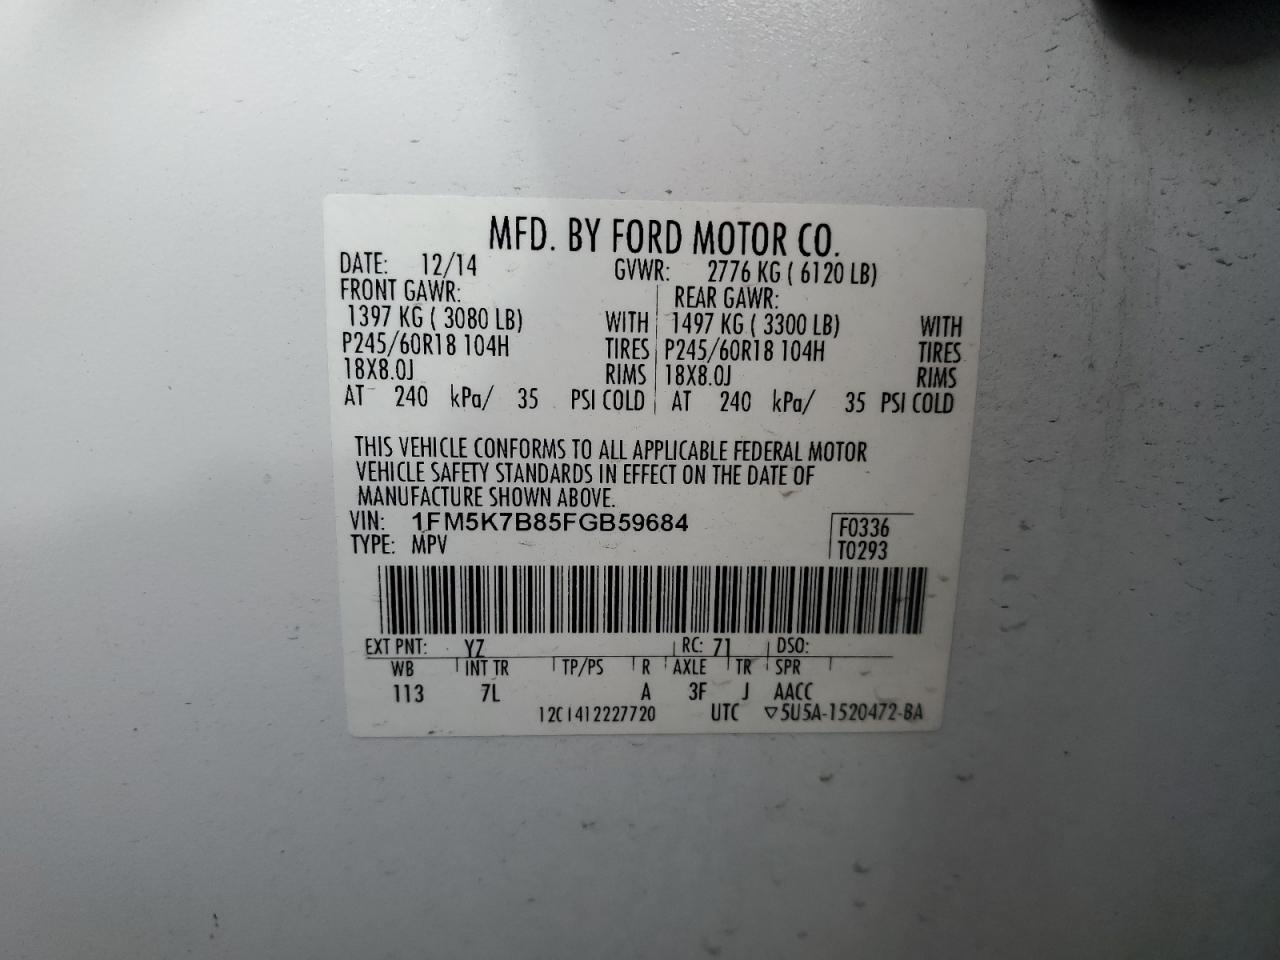 MFD. BY FORD MOTOR CO.
DATE: 12/14 GVWR: 2776 KG ( 6120 LB)
FRONT GAWR: REAR GAWR:
1397 KG ( 3080 LB) WITH 1497 KG ( 3300 LB) WITH
P245/60R18 104H TIRES P245/60R18 104H TIRES
18X8.0J RIMS 18X8.0J RIMS
AT 240 kPa/ 35 PSI COLD AT 240 kPa/ 35 PSI COLD
THIS VEHICLE CONFORMS TO ALL APPLICABLE FEDERAL MOTOR
VEHICLE SAFETY STANDARDS IN EFFECT ON THE DATE OF
MANUFACTURE SHOWN ABOVE.
VIN: 1FM5K7B85FGB59684 F0336
TYPE: MPV T0293
EXT PNT: YZ RC: 71 DSO:
WB INT TR TP/PS R AXLE TR SPR
113 7L A 3F J AACC
12C1412227720 UTC ▽5U5A-1520472-BA